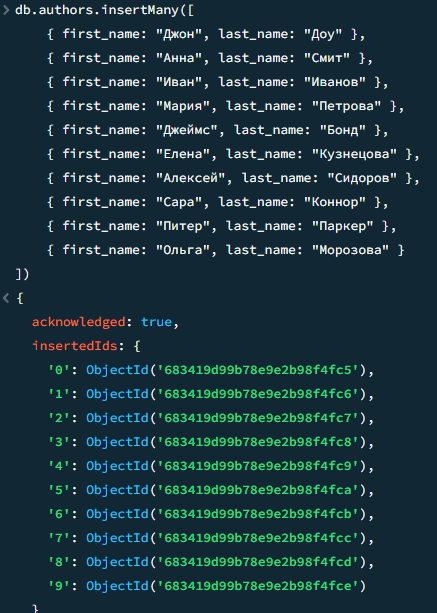 > db.authors.insertMany([
{ first_name: "Джон", last_name: "Доу" },
{ first_name: "Анна", last_name: "Смит" },
{ first_name: "Иван", last_name: "Иванов" },
{ first_name: "Мария", last_name: "Петрова" },
{ first_name: "Джеймс", last_name: "Бонд" },
{ first_name: "Елена", last_name: "Кузнецова" },
{ first_name: "Алексей", last_name: "Сидоров" },
{ first_name: "Сара", last_name: "Коннор" },
{ first_name: "Питер", last_name: "Паркер" },
{ first_name: "Ольга", last_name: "Морозова" }
])
< {
acknowledged: true,
insertedIds: {
'0': ObjectId('683419d99b78e9e2b98f4fc5'),
'1': ObjectId('683419d99b78e9e2b98f4fc6'),
'2': ObjectId('683419d99b78e9e2b98f4fc7'),
'3': ObjectId('683419d99b78e9e2b98f4fc8'),
'4': ObjectId('683419d99b78e9e2b98f4fc9'),
'5': ObjectId('683419d99b78e9e2b98f4fca'),
'6': ObjectId('683419d99b78e9e2b98f4fcb'),
'7': ObjectId('683419d99b78e9e2b98f4fcc'),
'8': ObjectId('683419d99b78e9e2b98f4fcd'),
'9': ObjectId('683419d99b78e9e2b98f4fce')
}